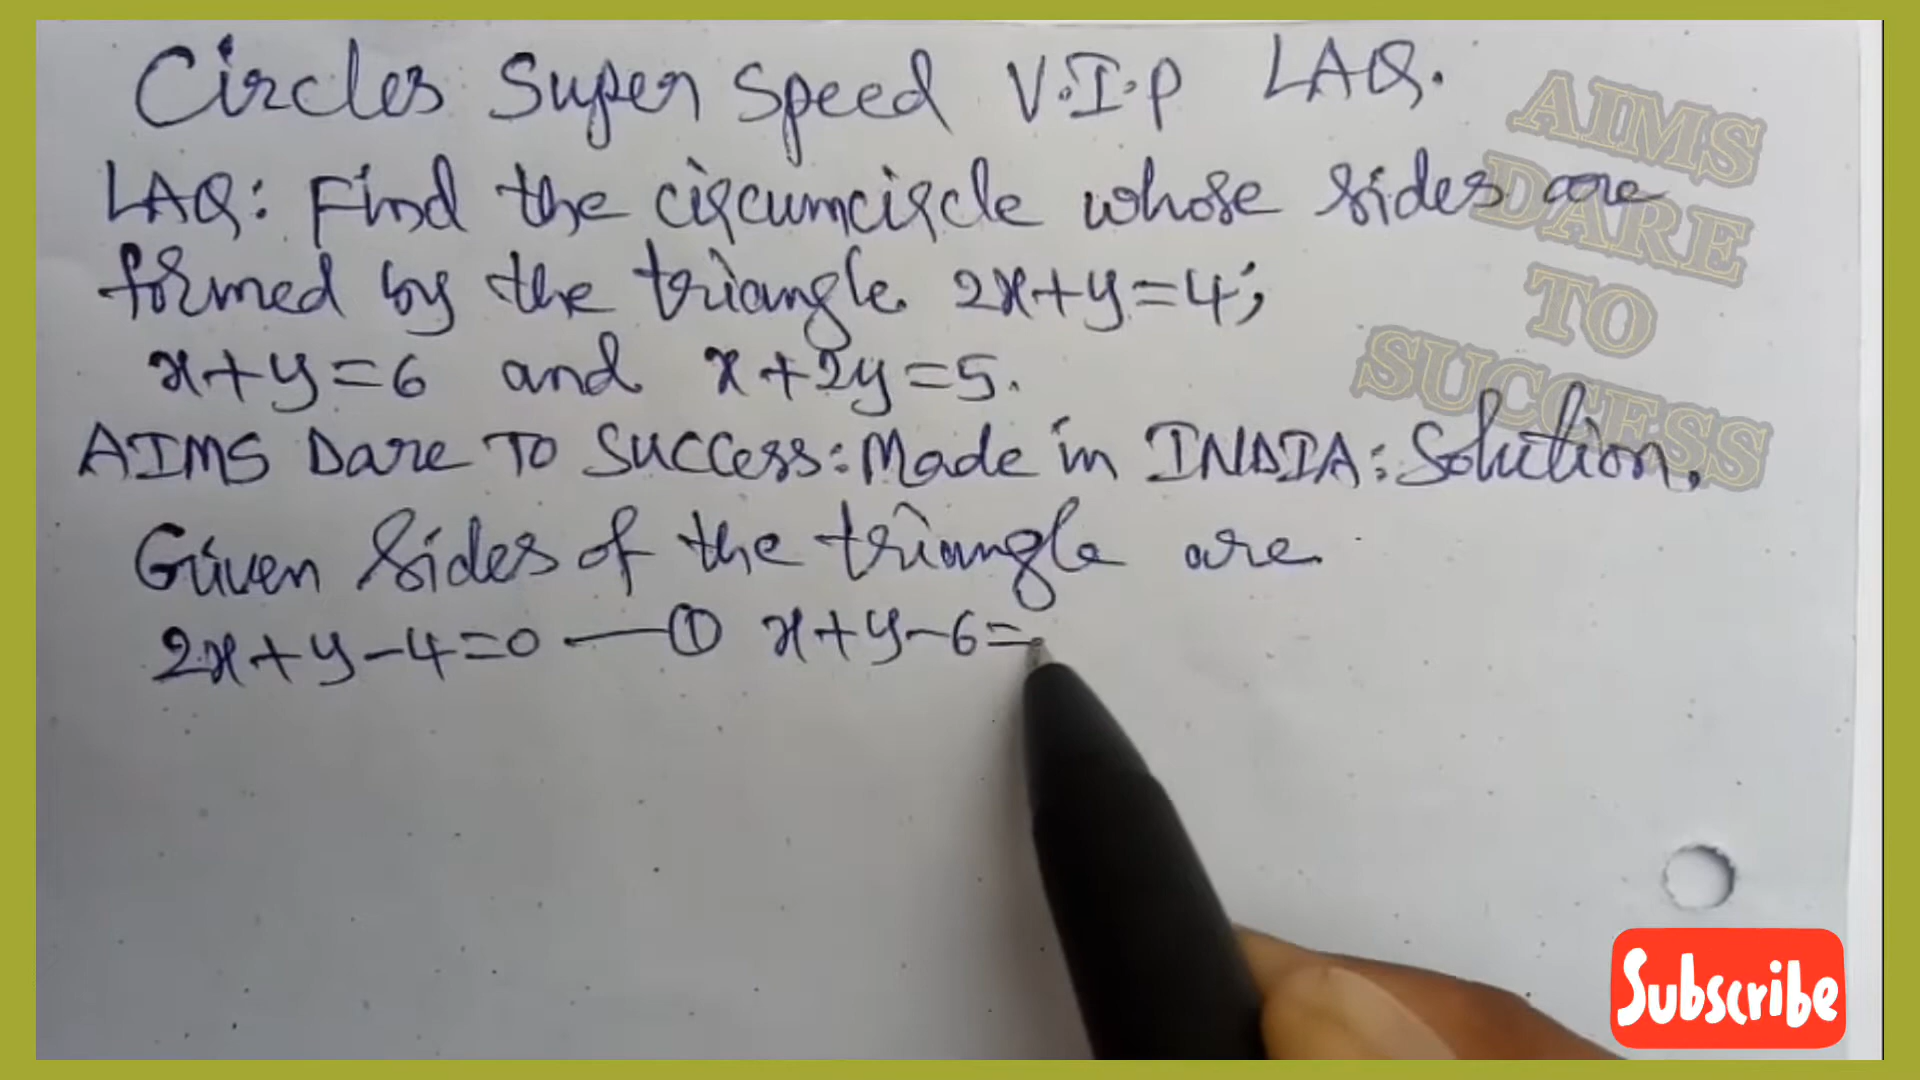 Circles Super Speed V.I.P LAQ.
LAQ: Find the circumcircle whose sides are
formed by the triangle 2x+y=4;
x+y=6 and x+2y=5.
AIMS Dare To Success: Made in INDIA: Solution.
Given sides of the triangle are
2x+y-4=0 —① x+y-6=
AIMS
DARE
TO
SUCCESS
Subscribe